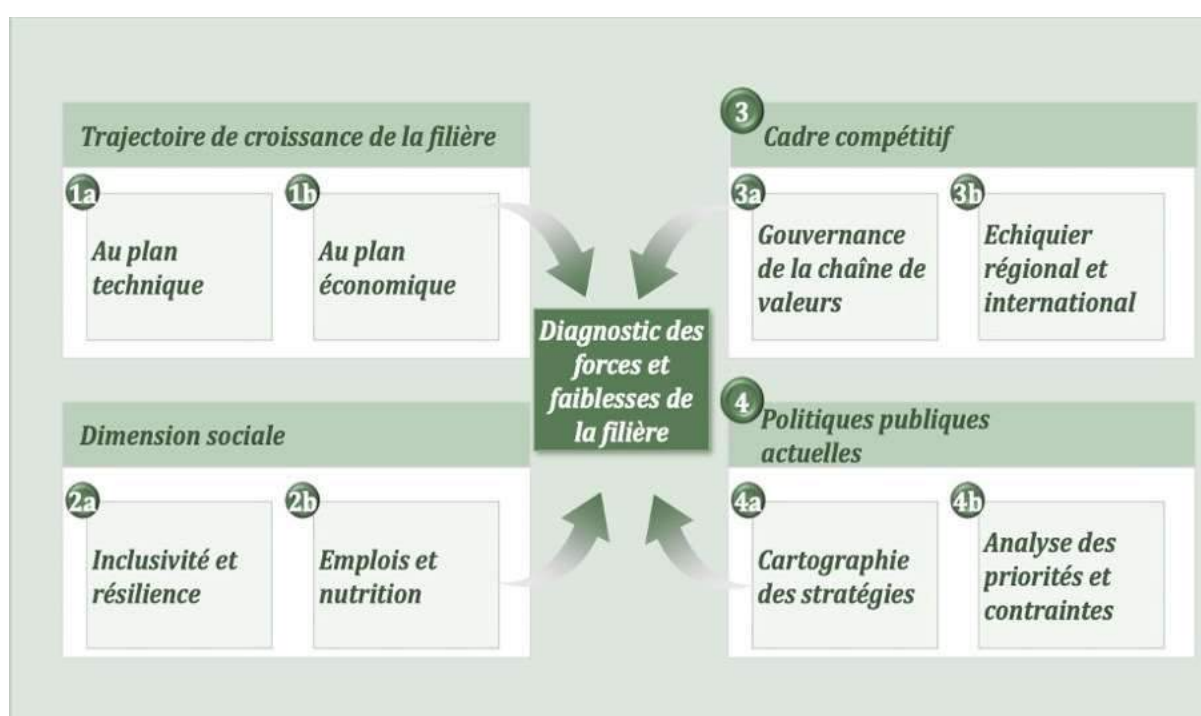 Trajectoire de croissance de la filière
1a
Au plan
technique
1b
Au plan
économique
3
Cadre compétitif
3a
Gouvernance
de la chaîne de
valeurs
3b
Echiquier
régional et
international
Diagnostic des
forces et
faiblesses de
la filière
Dimension sociale
2a
Inclusivité et
résilience
2b
Emplois et
nutrition
4
Politiques publiques
actuelles
4a
Cartographie
des stratégies
4b
Analyse des
priorités et
contraintes